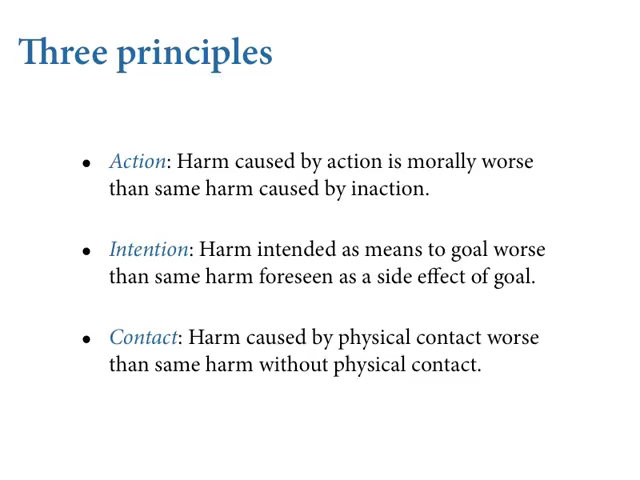 Three principles
• Action: Harm caused by action is morally worse
than same harm caused by inaction.
• Intention: Harm intended as means to goal worse
than same harm foreseen as a side effect of goal.
• Contact: Harm caused by physical contact worse
than same harm without physical contact.